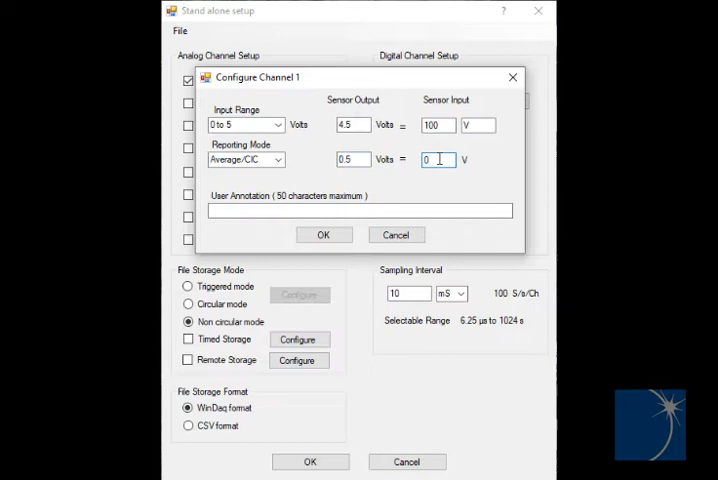 Stand alone setup
?
File
Analog Channel Setup
Digital Channel Setup
Configure Channel 1
Sensor Output
Sensor Input
Input Range
0 to 5
Volts
4.5
Volts
=
100
V
Reporting Mode
Average/CIC
0.5
Volts
=
0
V
User Annotation ( 50 characters maximum )
OK
Cancel
File Storage Mode
Triggered mode
Configure
Circular mode
Non circular mode
Timed Storage
Configure
Remote Storage
Configure
Sampling Interval
10
mS
100 S/s/Ch
Selectable Range 6.25 µs to 1024 s
File Storage Format
WinDaq format
CSV format
OK
Cancel